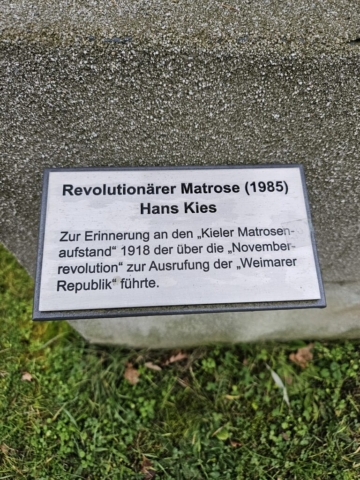 Revolutionärer Matrose (1985)
Hans Kies
Zur Erinnerung an den „Kieler Matrosen-
aufstand“ 1918 der über die „November-
revolution“ zur Ausrufung der „Weimarer
Republik“ führte.